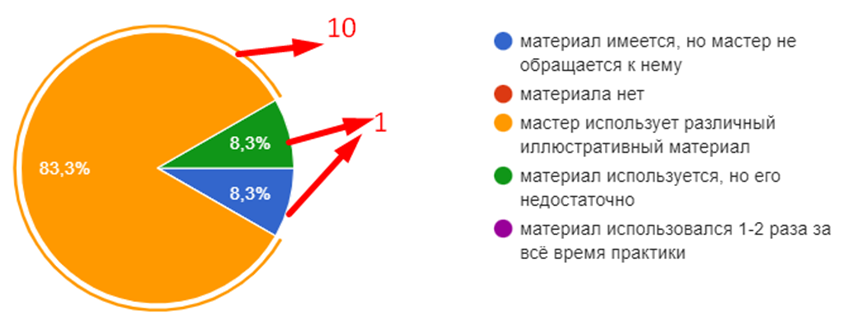 10
1
83,3%
8,3%
8,3%
материал имеется, но мастер не
обращается к нему
материала нет
мастер использует различный
иллюстративный материал
материал используется, но его
недостаточно
материал использовался 1-2 раза за
всё время практики